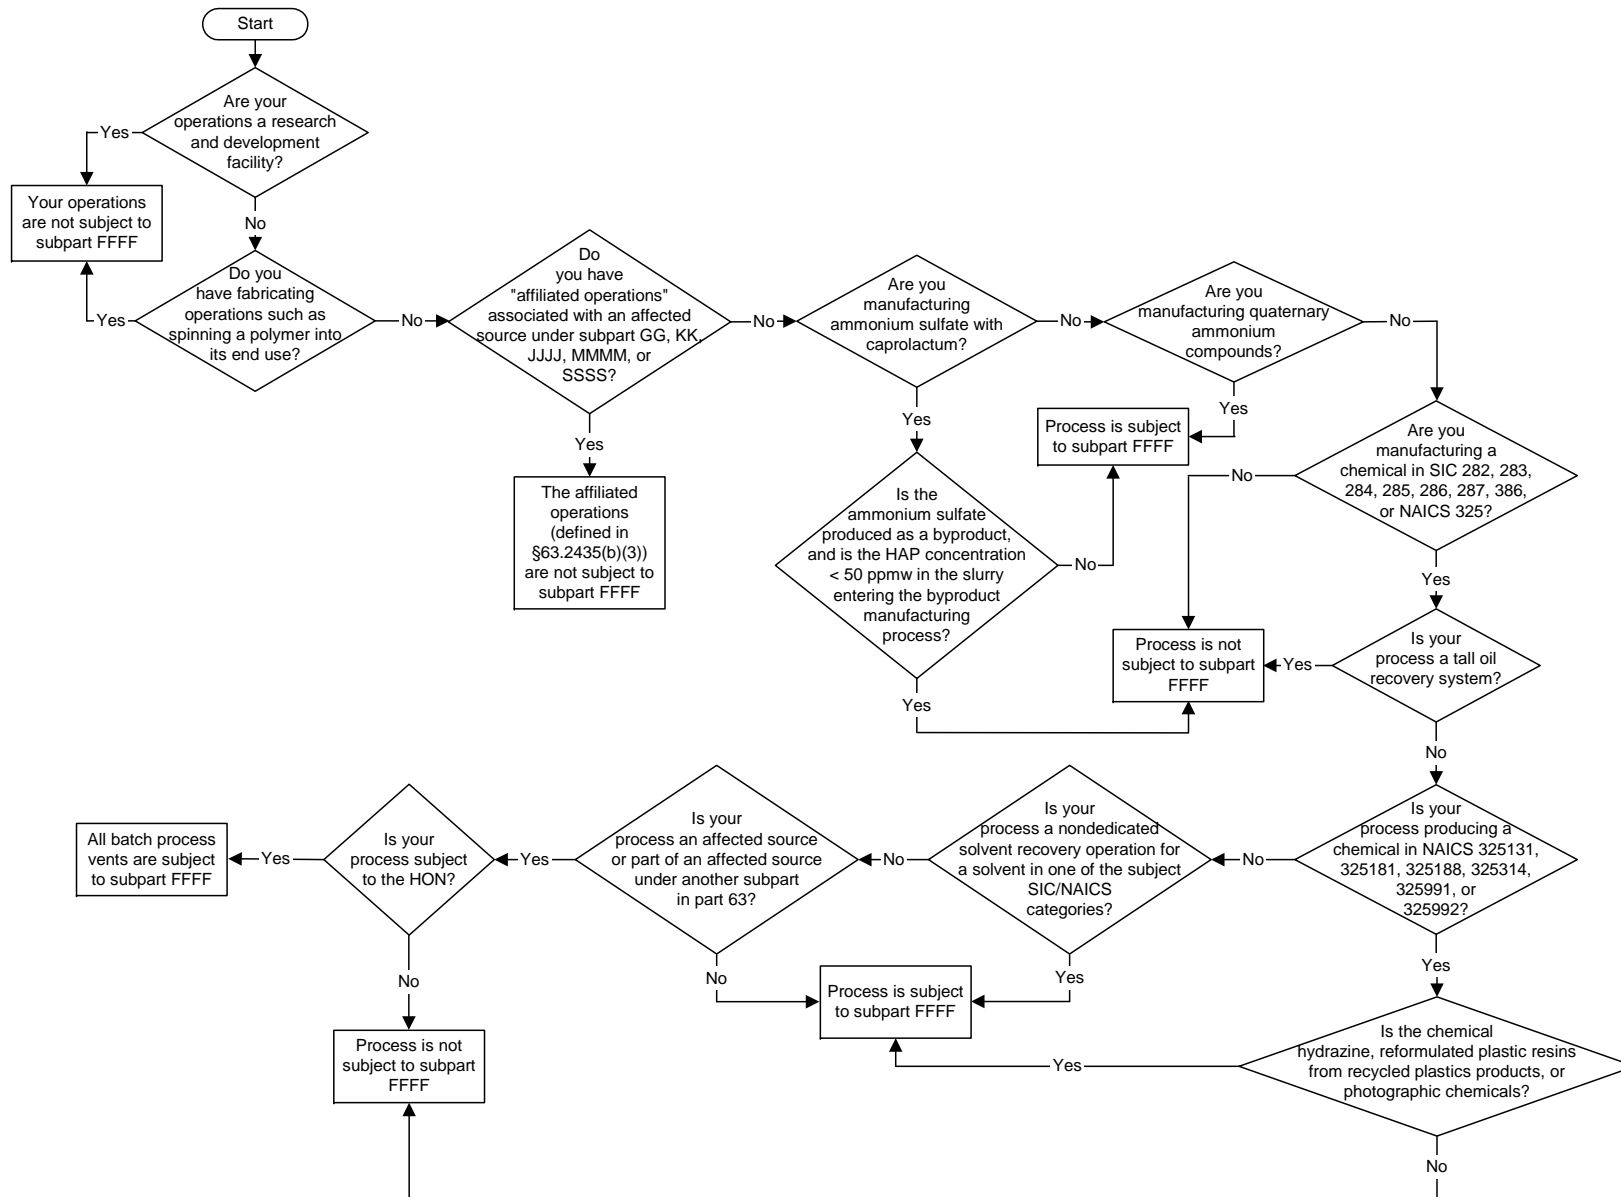 Start
Are your
operations a research
and development
facility?
Yes
Your operations
are not subject to
subpart FFFF
No
Do you
have fabricating
operations such as
spinning a polymer into
its end use?
Yes
No
Do
you have
"affiliated operations"
associated with an affected
source under subpart GG, KK,
JJJJ, MMMM, or
SSSS?
No
Yes
The affiliated
operations
(defined in
§63.2435(b)(3))
are not subject to
subpart FFFF
Are you
manufacturing
ammonium sulfate with
caprolactum?
No
Yes
Is the
ammonium sulfate
produced as a byproduct,
and is the HAP concentration
< 50 ppmw in the slurry
entering the byproduct
manufacturing
process?
No
Yes
Are you
manufacturing quaternary
ammonium
compounds?
No
Yes
Process is subject
to subpart FFFF
Are you
manufacturing a
chemical in SIC 282, 283,
284, 285, 286, 287, 386,
or NAICS 325?
No
Yes
Process is not
subject to subpart
FFFF
Is your
process a tall oil
recovery system?
Yes
No
Is your
process producing a
chemical in NAICS 325131,
325181, 325188, 325314,
325991, or
325992?
No
Yes
Is your
process a nondedicated
solvent recovery operation for
a solvent in one of the subject
SIC/NAICS
categories?
No
Yes
Is your
process an affected source
or part of an affected source
under another subpart
in part 63?
Yes
No
Is your
process subject
to the HON?
Yes
No
All batch process
vents are subject
to subpart FFFF
Process is subject
to subpart FFFF
Process is not
subject to subpart
FFFF
Is the chemical
hydrazine, reformulated plastic resins
from recycled plastics products, or
photographic chemicals?
Yes
No